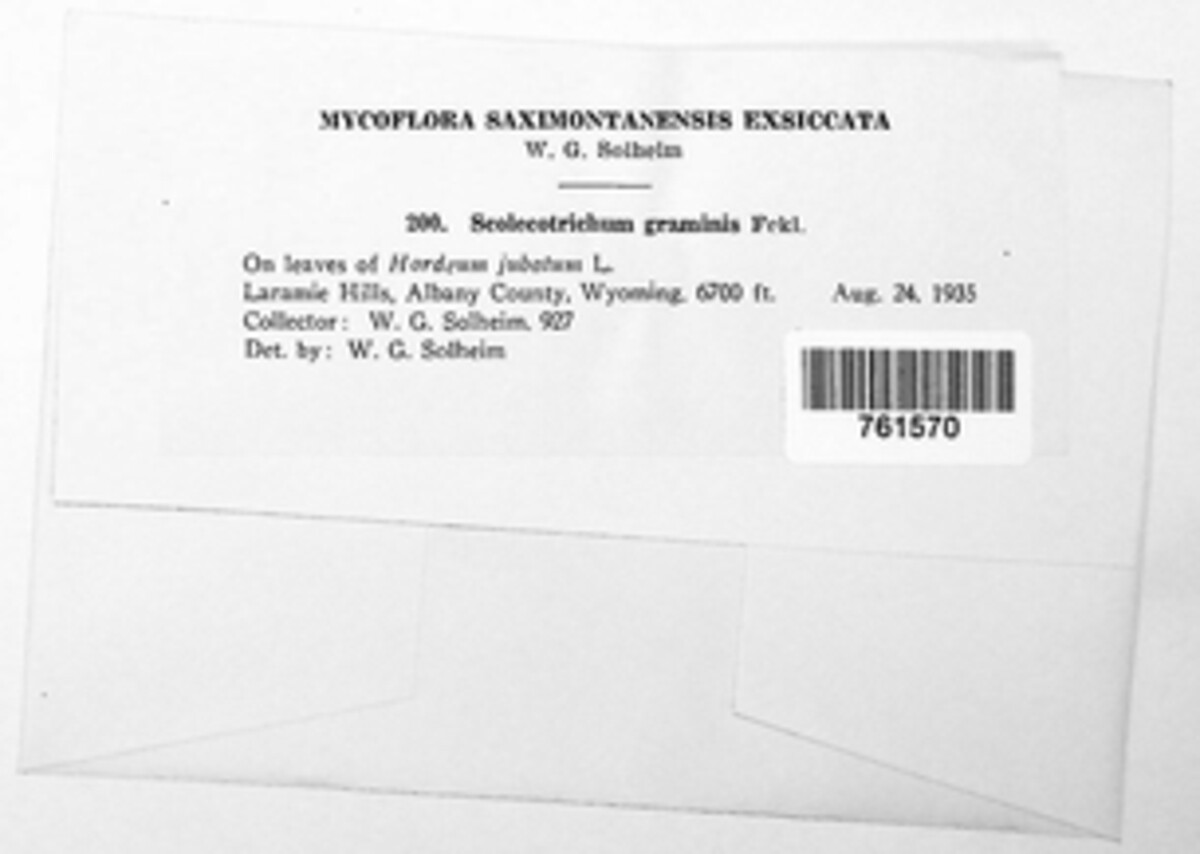 MYCOFLORA SAXIMONTANENSIS EXSICCATA
W. G. Solheim
200. Scolecotrichum graminis Fckl.
On leaves of Hordeum jubatum L.
Laramie Hills, Albany County, Wyoming, 6700 ft. Aug. 24, 1935
Collector: W. G. Solheim, 927
Det. by: W. G. Solheim
761570